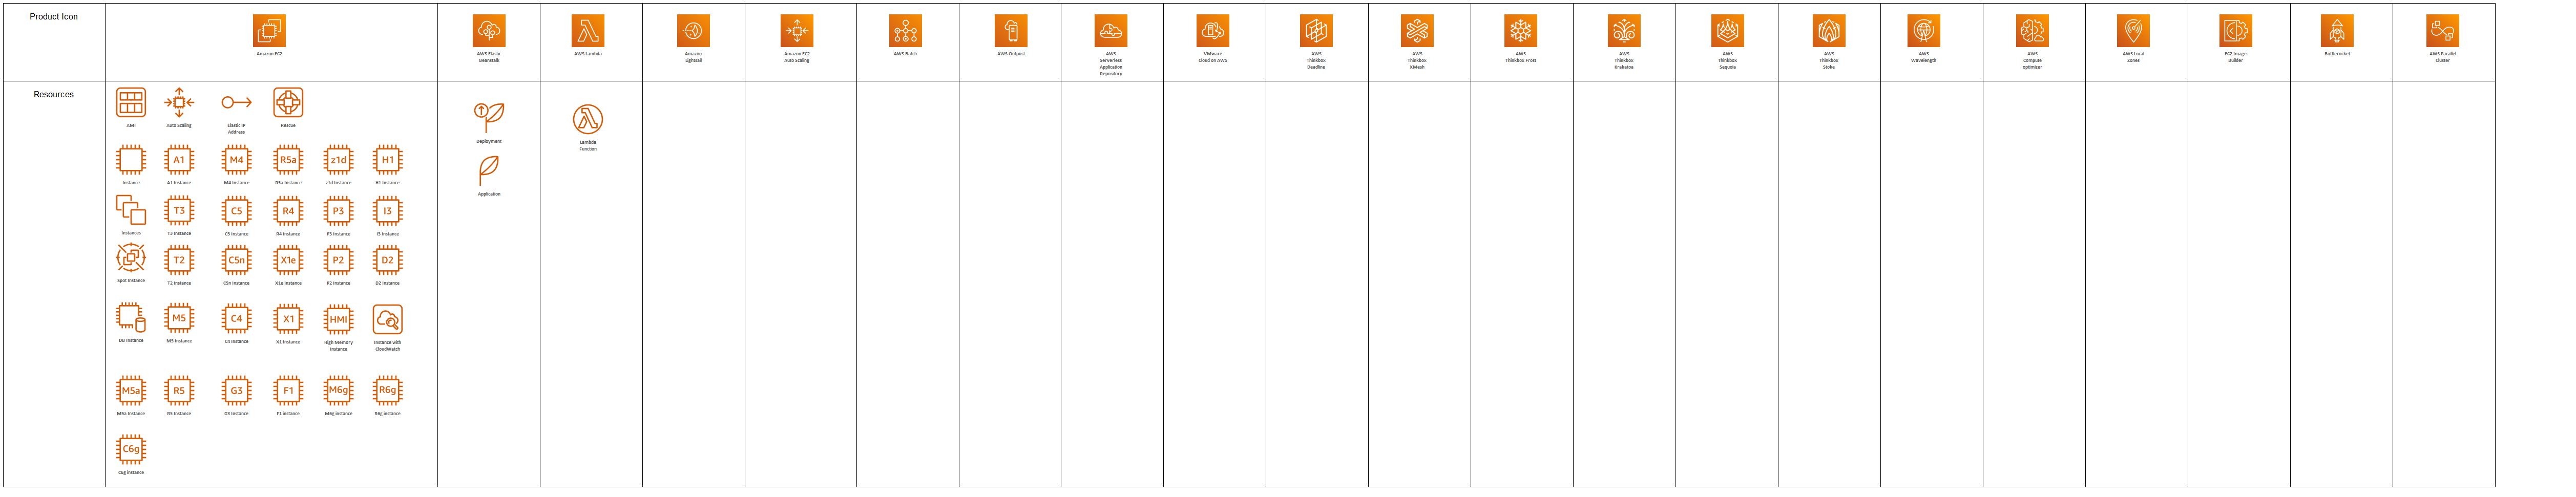 Product Icon
Amazon EC2
AWS Elastic
Beanstalk
AWS Lambda
Amazon
Lightsail
Amazon EC2
Auto Scaling
AWS Batch
AWS Outpost
AWS
Serverless
Application
Repository
VMware
Cloud on AWS
AWS
Thinkbox
Deadline
AWS
Thinkbox
XMesh
AWS
Thinkbox Frost
AWS
Thinkbox
Krakatoa
AWS
Thinkbox
Sequoia
AWS
Thinkbox
Stoke
AWS
Wavelength
AWS
Compute
optimizer
AWS Local
Zones
EC2 Image
Builder
Bottlerocket
AWS Parallel
Cluster
Resources
AMI
Auto Scaling
Elastic IP
Address
Rescue
Deployment
Application
Lambda
Function
A1
M4
R5a
z1d
H1
Instance
A1 Instance
M4 Instance
R5a Instance
z1d Instance
H1 Instance
T3
C5
R4
P3
I3
Instances
T3 Instance
C5 Instance
R4 Instance
P3 Instance
I3 Instance
T2
C5n
X1e
P2
D2
Spot Instance
T2 Instance
C5n Instance
X1e Instance
P2 Instance
D2 Instance
M5
C4
X1
HMI
DB Instance
M5 Instance
C4 Instance
X1 Instance
High Memory
Instance
Instance with
CloudWatch
M5a
R5
G3
F1
M6g
R6g
M5a Instance
R5 Instance
G3 Instance
F1 Instance
M6g instance
R6g instance
C6g
C6g instance